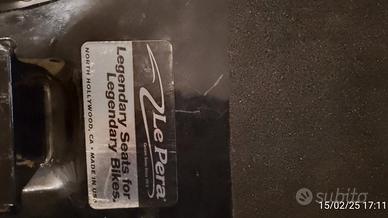 Le Pera
Legendary Seats for
Legendary Bikes.
NORTH HOLLYWOOD, CA • MADE IN USA
subito
15/02/25 17:11